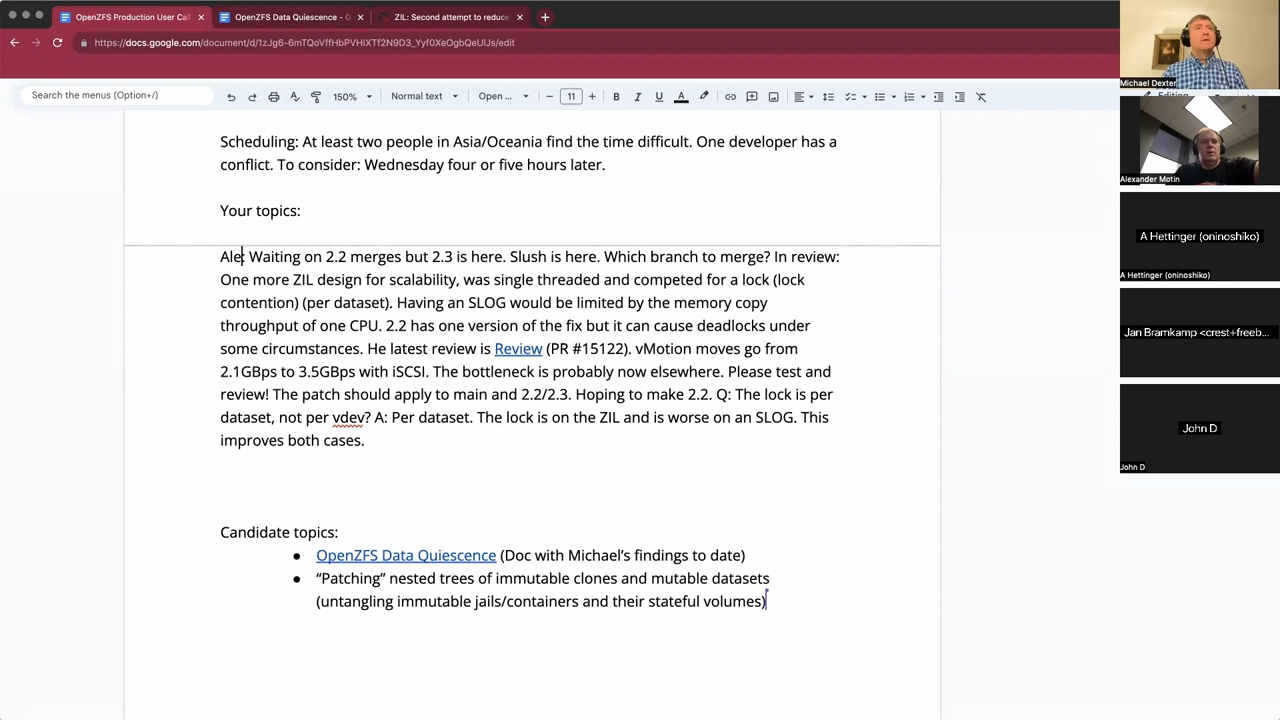 OpenZFS Production User Cal
OpenZFS Data Quiescence - G
ZIL: Second attempt to reduce
https://docs.google.com/document/d/1zJg6-6mTQoVffHbPVHIXTf2N9D3_Yyf0XeOgbQeUIJs/edit
Search the menus (Option+/)
150%
Normal text
Open ...
11
B I U A
Editing
Scheduling: At least two people in Asia/Oceania find the time difficult. One developer has a
conflict. To consider: Wednesday four or five hours later.
Your topics:
Ale: Waiting on 2.2 merges but 2.3 is here. Slush is here. Which branch to merge? In review:
One more ZIL design for scalability, was single threaded and competed for a lock (lock
contention) (per dataset). Having an SLOG would be limited by the memory copy
throughput of one CPU. 2.2 has one version of the fix but it can cause deadlocks under
some circumstances. He latest review is Review (PR #15122). vMotion moves go from
2.1GBps to 3.5GBps with iSCSI. The bottleneck is probably now elsewhere. Please test and
review! The patch should apply to main and 2.2/2.3. Hoping to make 2.2. Q: The lock is per
dataset, not per vdev? A: Per dataset. The lock is on the ZIL and is worse on an SLOG. This
improves both cases.
Candidate topics:
● OpenZFS Data Quiescence (Doc with Michael's findings to date)
● “Patching” nested trees of immutable clones and mutable datasets
(untangling immutable jails/containers and their stateful volumes)
Michael Dexter
Alexander Motin
A Hettinger (oninoshiko)
A Hettinger (oninoshiko)
Jan Bramkamp <crest+freeb...
John D
John D